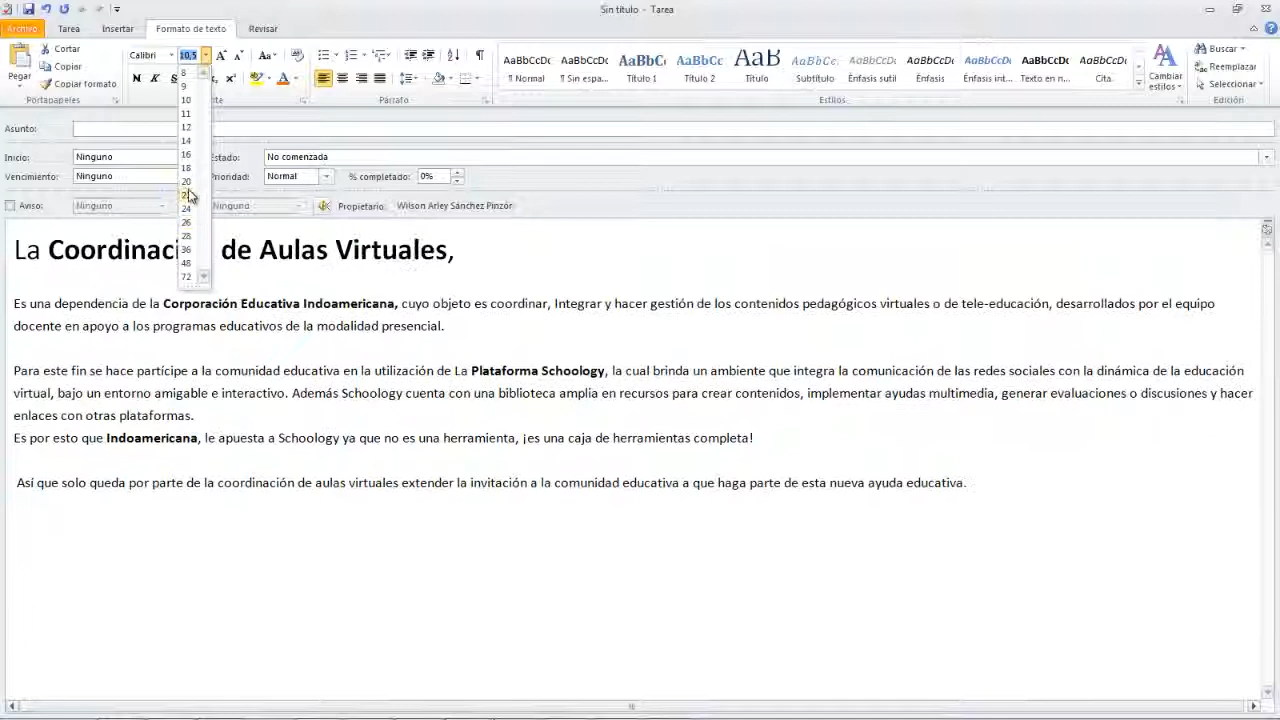 Sin título - Tarea
Archivo Tarea Insertar Formato de texto Revisar
Pegar Cortar Copiar Copiar formato
Portapapeles
Calibri 10,5
N K S
8
9
10
11
12
14
16
18
20
24
26
28
36
48
72
Párrafo
AaBbCcDc AaBbCcDc AaBbC AaBbCc AaB AaBbCc AaBbCcDc AaBbCcDc AaBbCcDc AaBbCcDc AaBbCcDc
¶ Normal ¶ Sin espa... Título 1 Título 2 Título Subtítulo Énfasis sutil Énfasis Énfasis int... Texto en n... Cita
Estilos
Cambiar estilos
Buscar
Reemplazar
Seleccionar
Edición
Asunto:
Inicio: Ninguno Estado: No comenzada
Vencimiento: Ninguno Prioridad: Normal % completado: 0%
Aviso: Ninguno Ninguno Propietario: Wilson Arley Sánchez Pinzór
La Coordinaci de Aulas Virtuales,
Es una dependencia de la Corporación Educativa Indoamericana, cuyo objeto es coordinar, Integrar y hacer gestión de los contenidos pedagógicos virtuales o de tele-educación, desarrollados por el equipo
docente en apoyo a los programas educativos de la modalidad presencial.
Para este fin se hace partícipe a la comunidad educativa en la utilización de La Plataforma Schoology, la cual brinda un ambiente que integra la comunicación de las redes sociales con la dinámica de la educación
virtual, bajo un entorno amigable e interactivo. Además Schoology cuenta con una biblioteca amplia en recursos para crear contenidos, implementar ayudas multimedia, generar evaluaciones o discusiones y hacer
enlaces con otras plataformas.
Es por esto que Indoamericana, le apuesta a Schoology ya que no es una herramienta, ¡es una caja de herramientas completa!
Así que solo queda por parte de la coordinación de aulas virtuales extender la invitación a la comunidad educativa a que haga parte de esta nueva ayuda educativa.